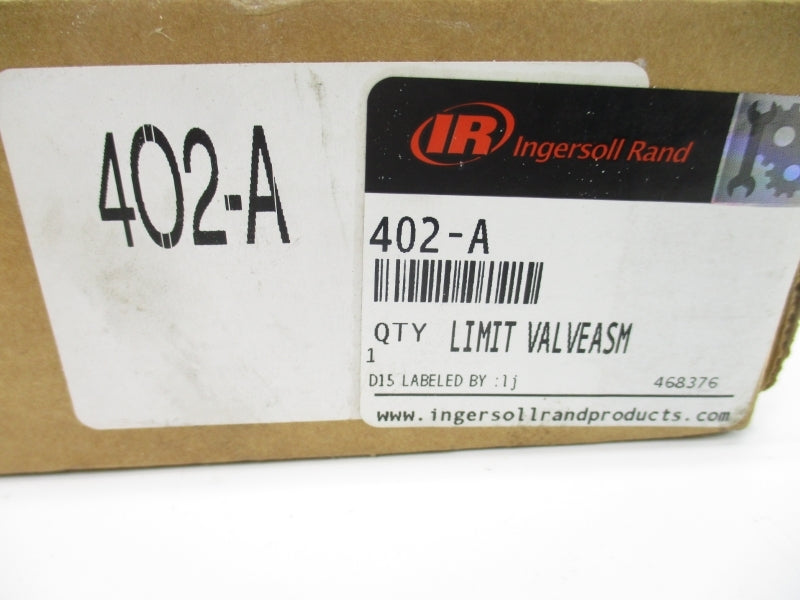 402-A
IR Ingersoll Rand
402-A
QTY LIMIT VALVEASM
1
D15 LABELED BY :lj 468376
www.ingersollrandproducts.com